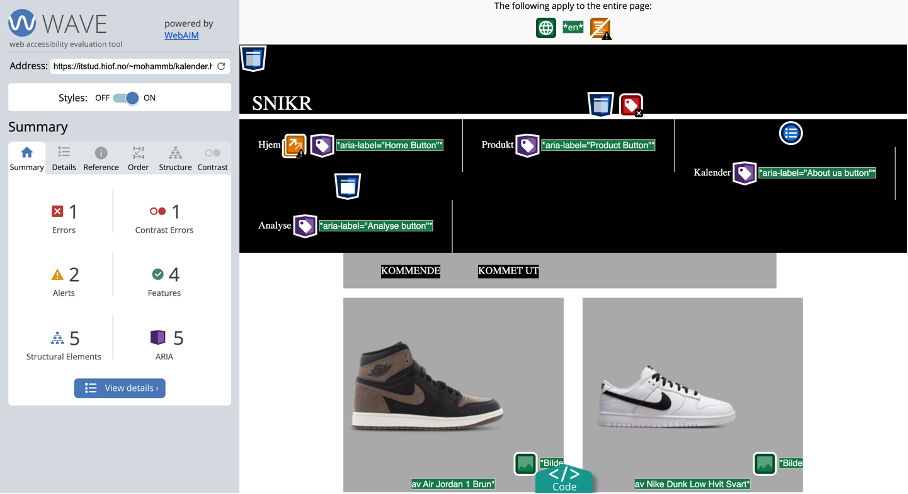 The following apply to the entire page:
*en*
WAVE
powered by
WebAIM
web accessibility evaluation tool
Address: https://itstud.hiof.no/~mohammb/kalender.h
Styles: OFF ON
Summary
Summary Details Reference Order Structure Contrast
1
Errors
1
Contrast Errors
2
Alerts
4
Features
5
Structural Elements
5
ARIA
View details ›
SNIKR
Hjem *aria-label="Home Button"*
Produkt *aria-label="Product Button"*
Kalender *aria-label="About us button"*
Analyse *aria-label="Analyse button"*
KOMMENDE KOMMET UT
*Bilde
av Air Jordan 1 Brun*
*Bilde
av Nike Dunk Low Hvit Svart*
</> 
Code